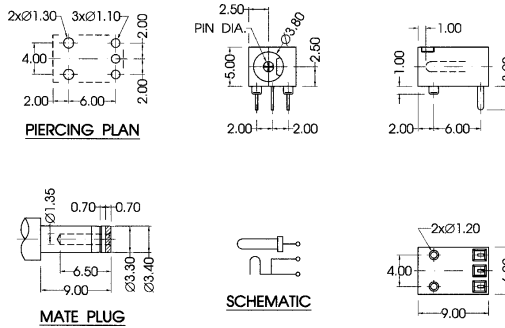 2xØ1.30
3xØ1.10
2.00
4.00
2.00
2.00
6.00
PIERCING PLAN
2.50
PIN DIA.
Ø3.80
5.00
2.50
2.00
2.00
1.00
1.00
2.00
6.00
Ø1.35
0.70
0.70
6.50
9.00
Ø3.30
Ø3.40
MATE PLUG
SCHEMATIC
2xØ1.20
4.00
9.00